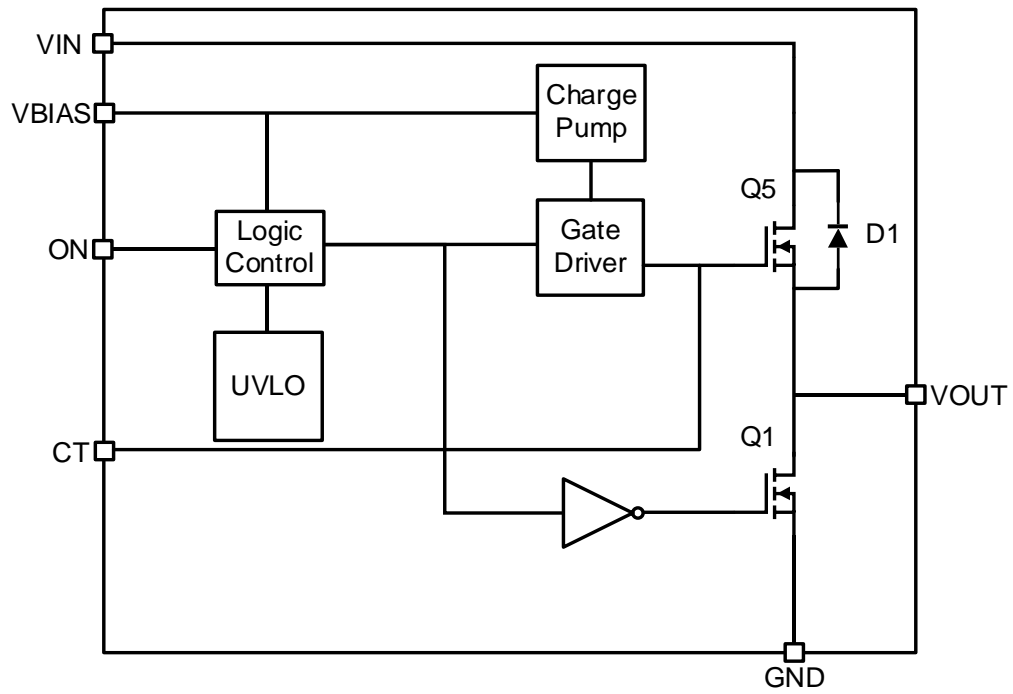 VIN
VBIAS
Charge
Pump
Q5
D1
ON
Logic
Control
Gate
Driver
UVLO
VOUT
CT
Q1
GND